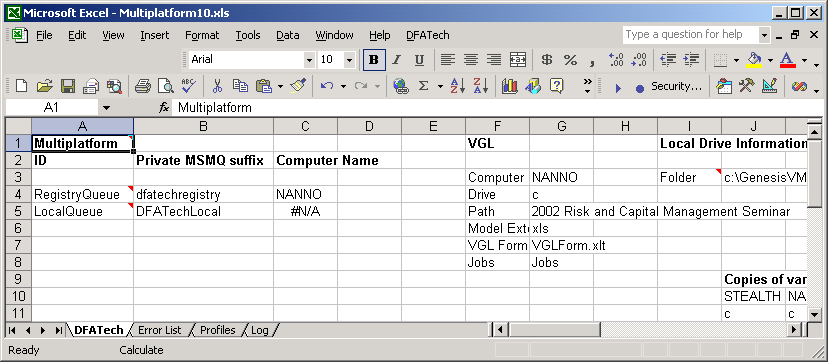 Microsoft Excel - Multiplatform10.xls
File Edit View Insert Format Tools Data Window Help DFATech Type a question for help
Arial 10 B I U $ % ,
Security...
A1 fx Multiplatform
A B C D E F G H I J
1 Multiplatform VGL Local Drive Information
2 ID Private MSMQ suffix Computer Name
3 Computer NANNO Folder c:\GenesisVM
4 RegistryQueue dfatechregistry NANNO Drive c
5 LocalQueue DFATechLocal #N/A Path 2002 Risk and Capital Management Seminar
6 Model Exte xls
7 VGL Form VGLForm.xlt
8 Jobs Jobs
9 Copies of var
10 STEALTH NA
11 c c
DFATech Error List Profiles Log
Ready Calculate